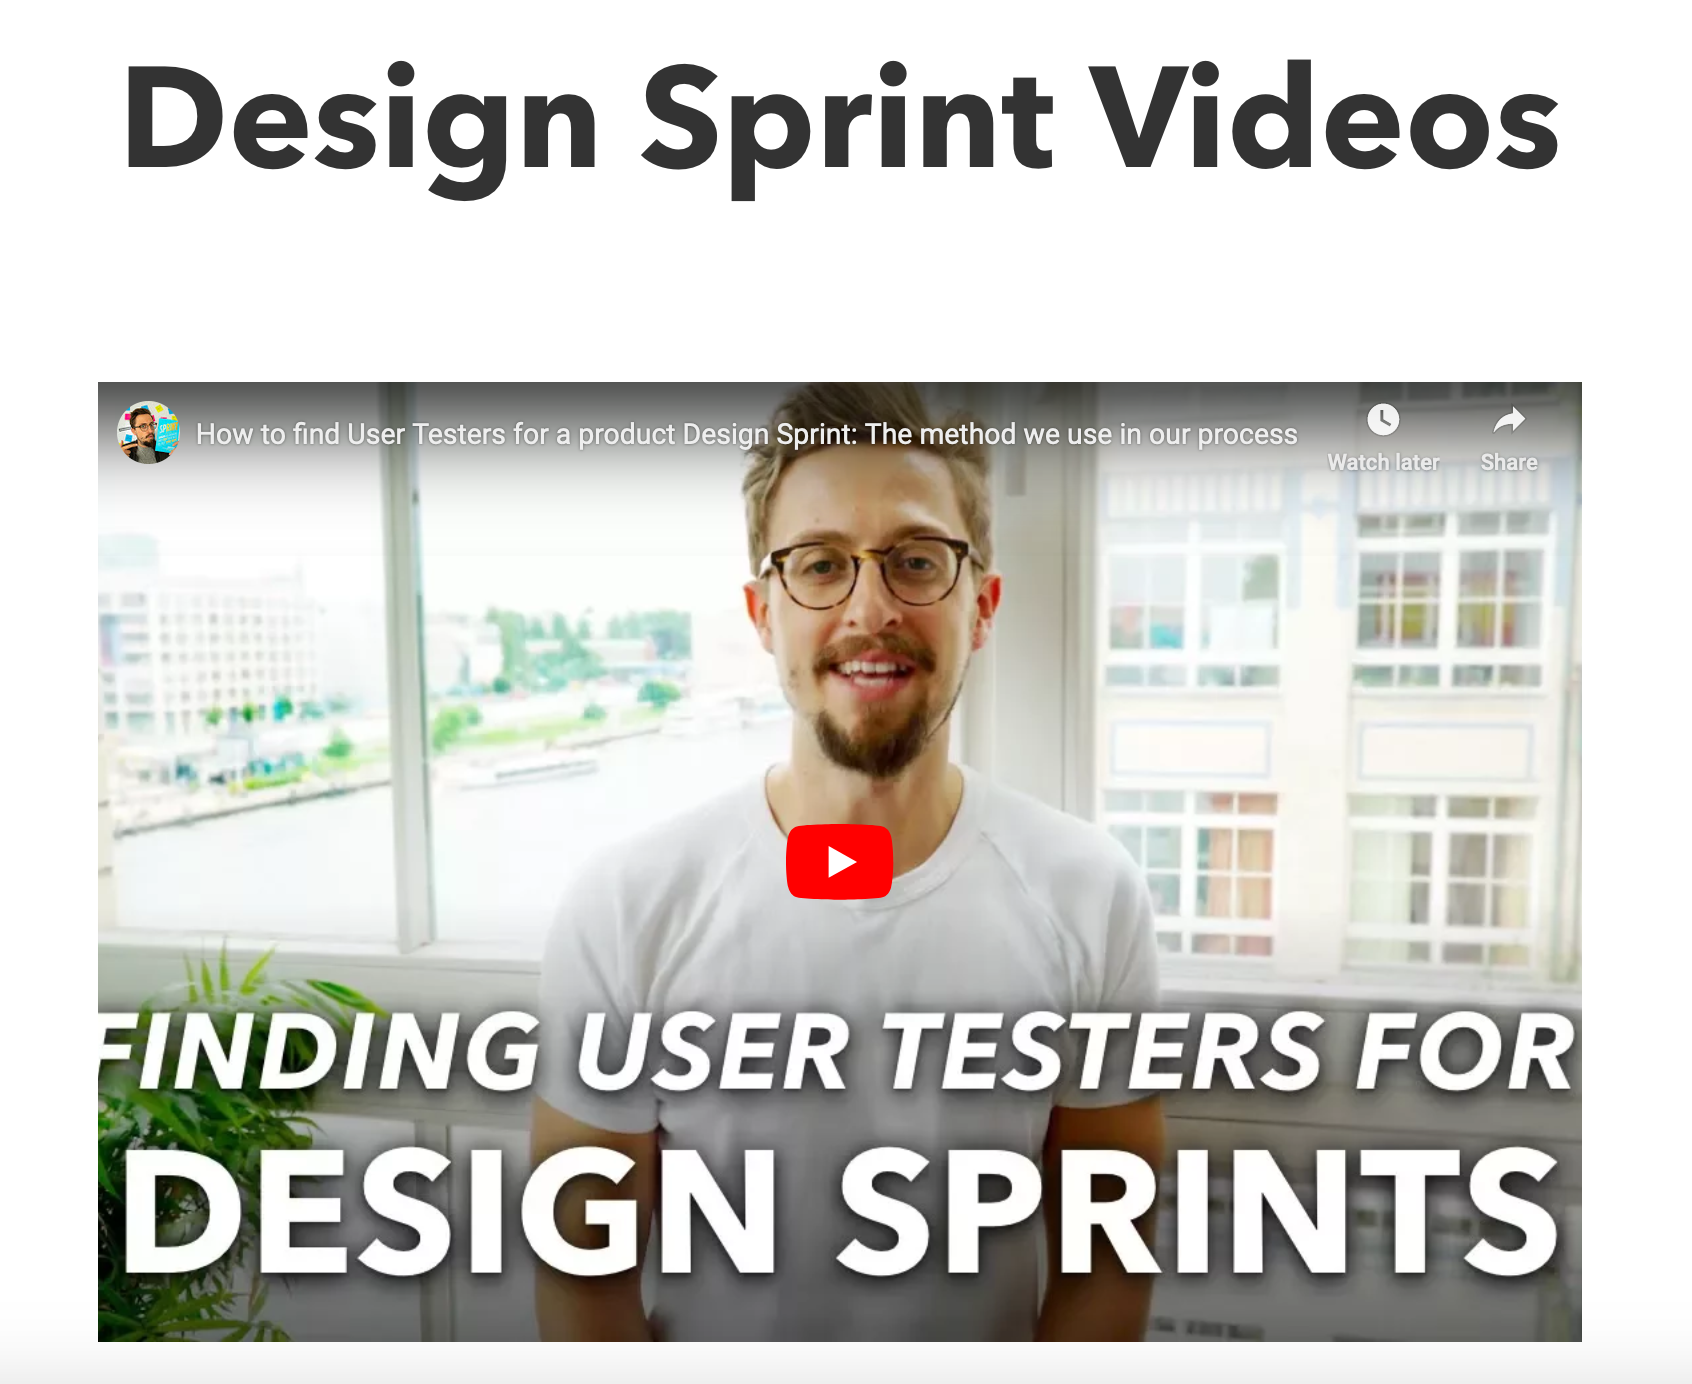 Design Sprint Videos
How to find User Testers for a product Design Sprint: The method we use in our process
Watch later
Share
FINDING USER TESTERS FOR
DESIGN SPRINTS